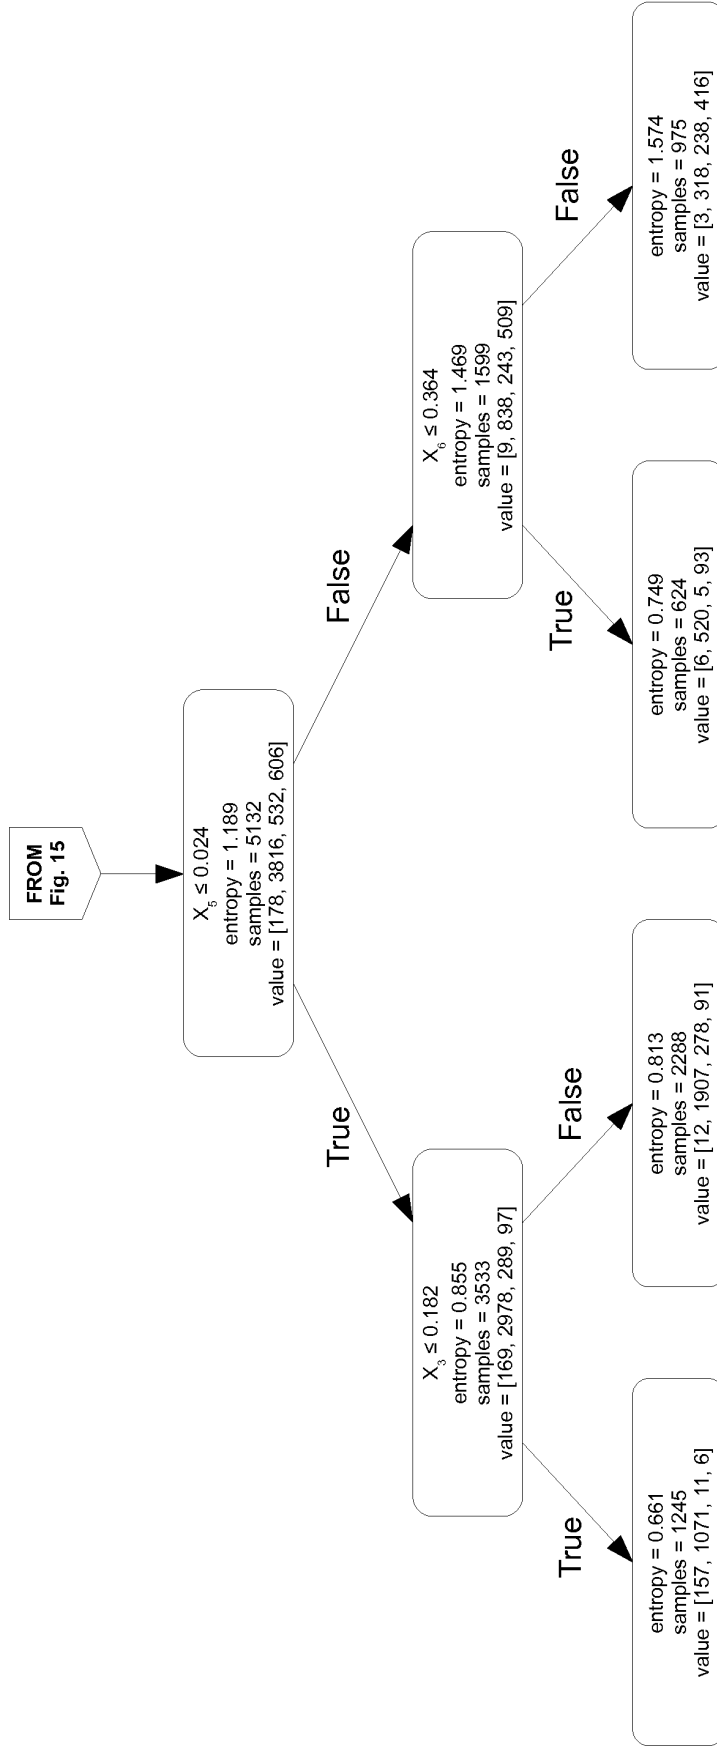 FROM
Fig. 15
X₅ ≤ 0.024
entropy = 1.189
samples = 5132
value = [178, 3816, 532, 606]
True
False
X₃ ≤ 0.182
entropy = 0.855
samples = 3533
value = [169, 2978, 289, 97]
X₆ ≤ 0.364
entropy = 1.469
samples = 1599
value = [9, 838, 243, 509]
True
False
True
False
entropy = 0.661
samples = 1245
value = [157, 1071, 11, 6]
entropy = 0.813
samples = 2288
value = [12, 1907, 278, 91]
entropy = 0.749
samples = 624
value = [6, 520, 5, 93]
entropy = 1.574
samples = 975
value = [3, 318, 238, 416]